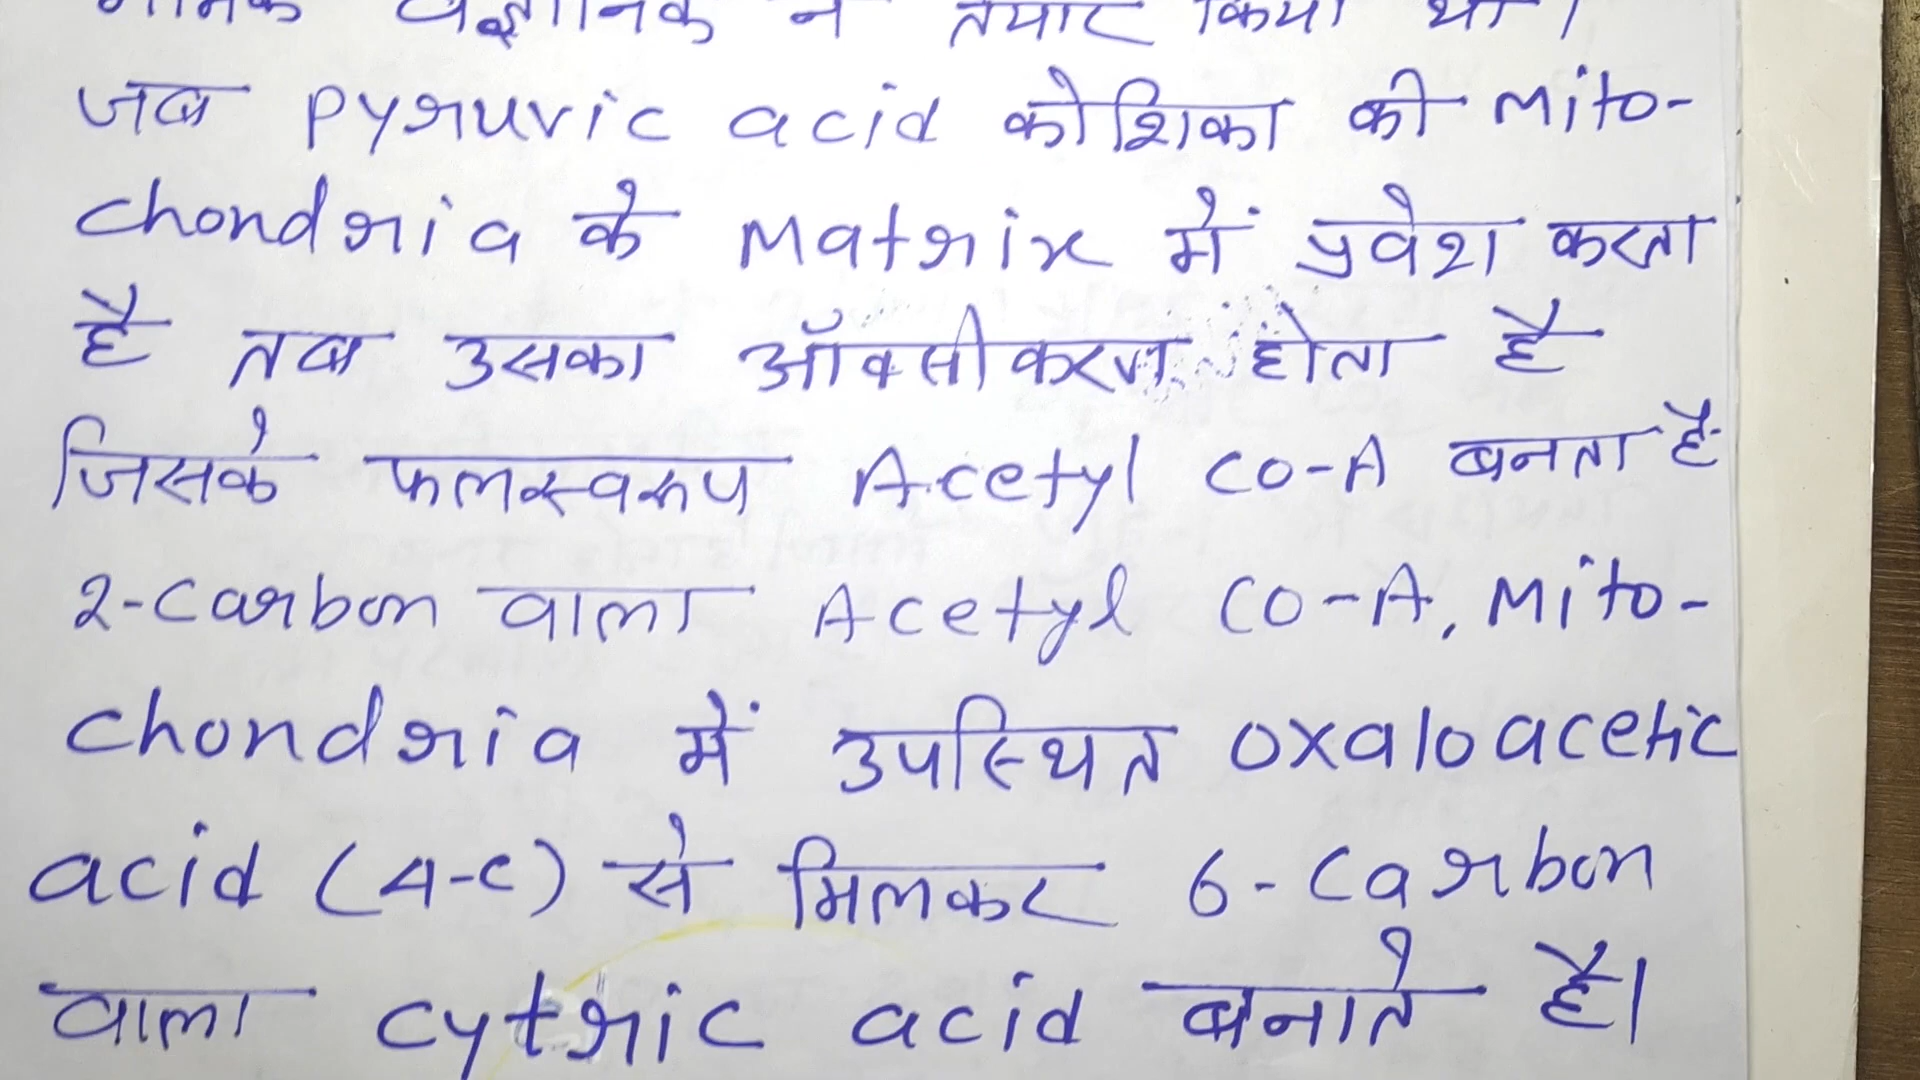 वैज्ञानिक ने तैयार किया था।
जब Pyruvic acid कोशिका की Mito-
chondria के Matrix में प्रवेश करता
है तब उसका ऑक्सीकरण होता है
जिसके फलस्वरूप Acetyl CO-A बनता है
2-Carbon वाला Acetyl CO-A, Mito-
chondria में उपस्थित Oxaloacetic
acid (4-C) से मिलकर 6-Carbon
वाला Cytric acid बनाते है।